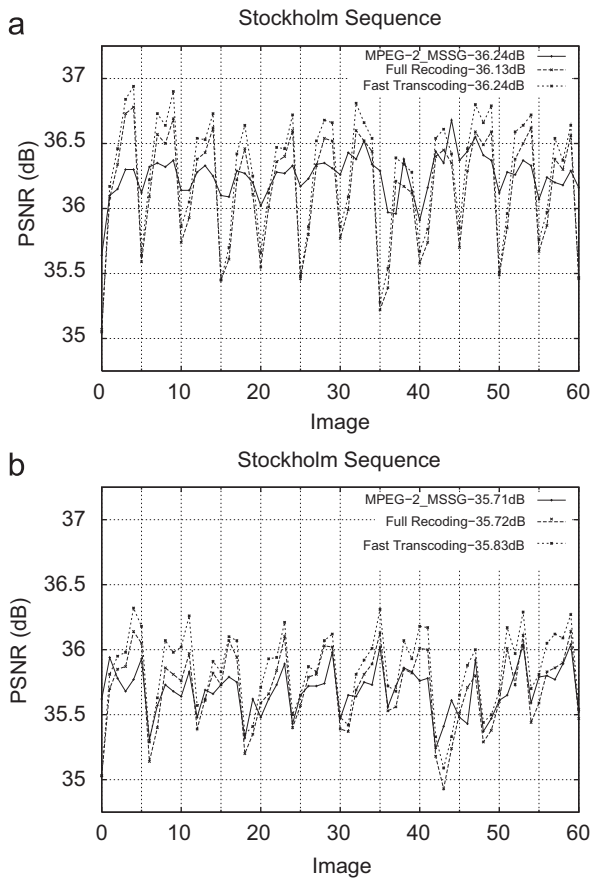 a
Stockholm Sequence
MPEG-2_MSSG-36.24dB
Full Recoding-36.13dB
Fast Transcoding-36.24dB
PSNR (dB)
37
36.5
36
35.5
35
0 10 20 30 40 50 60
Image
b
Stockholm Sequence
MPEG-2_MSSG-35.71dB
Full Recoding-35.72dB
Fast Transcoding-35.83dB
PSNR (dB)
37
36.5
36
35.5
35
0 10 20 30 40 50 60
Image